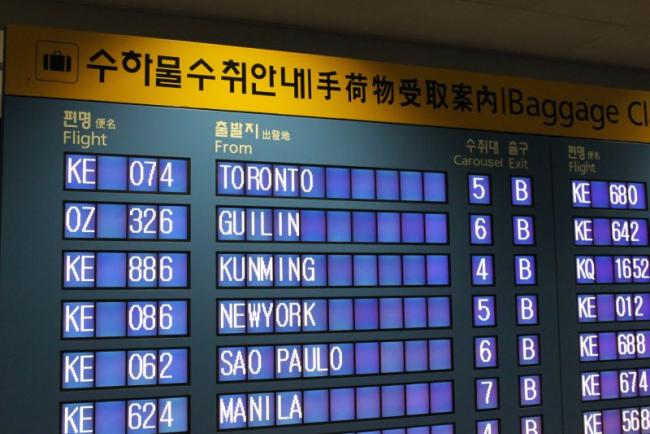 수하물수취안내|手荷物受取案内|Baggage Cl
편명 便名 출발지 出發地 수취대 출구 편명 便名
Flight From Carousel Exit Flight
KE 074 TORONTO 5 B KE 680
OZ 326 GUILIN 6 B KE 642
KE 886 KUNMING 4 B KQ 1652
KE 086 NEWYORK 5 B KE 012
KE 062 SAO PAULO 6 B KE 688
KE 624 MANILA 7 B KE 674
4 B KE 568